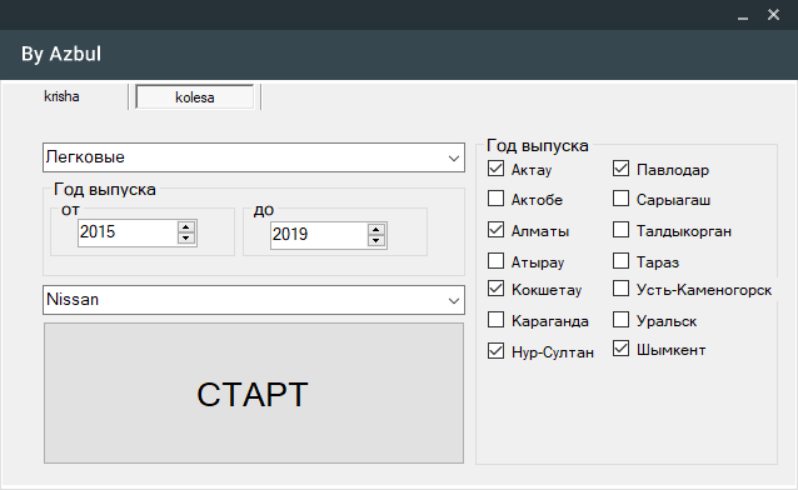 By Azbul
krisha
kolesa
Легковые
Год выпуска
от
2015
до
2019
Nissan
СТАРТ
Год выпуска
Актау
Павлодар
Актобе
Сарыагаш
Алматы
Талдыкорган
Атырау
Тараз
Кокшетау
Усть-Каменогорск
Караганда
Уральск
Нур-Султан
Шымкент